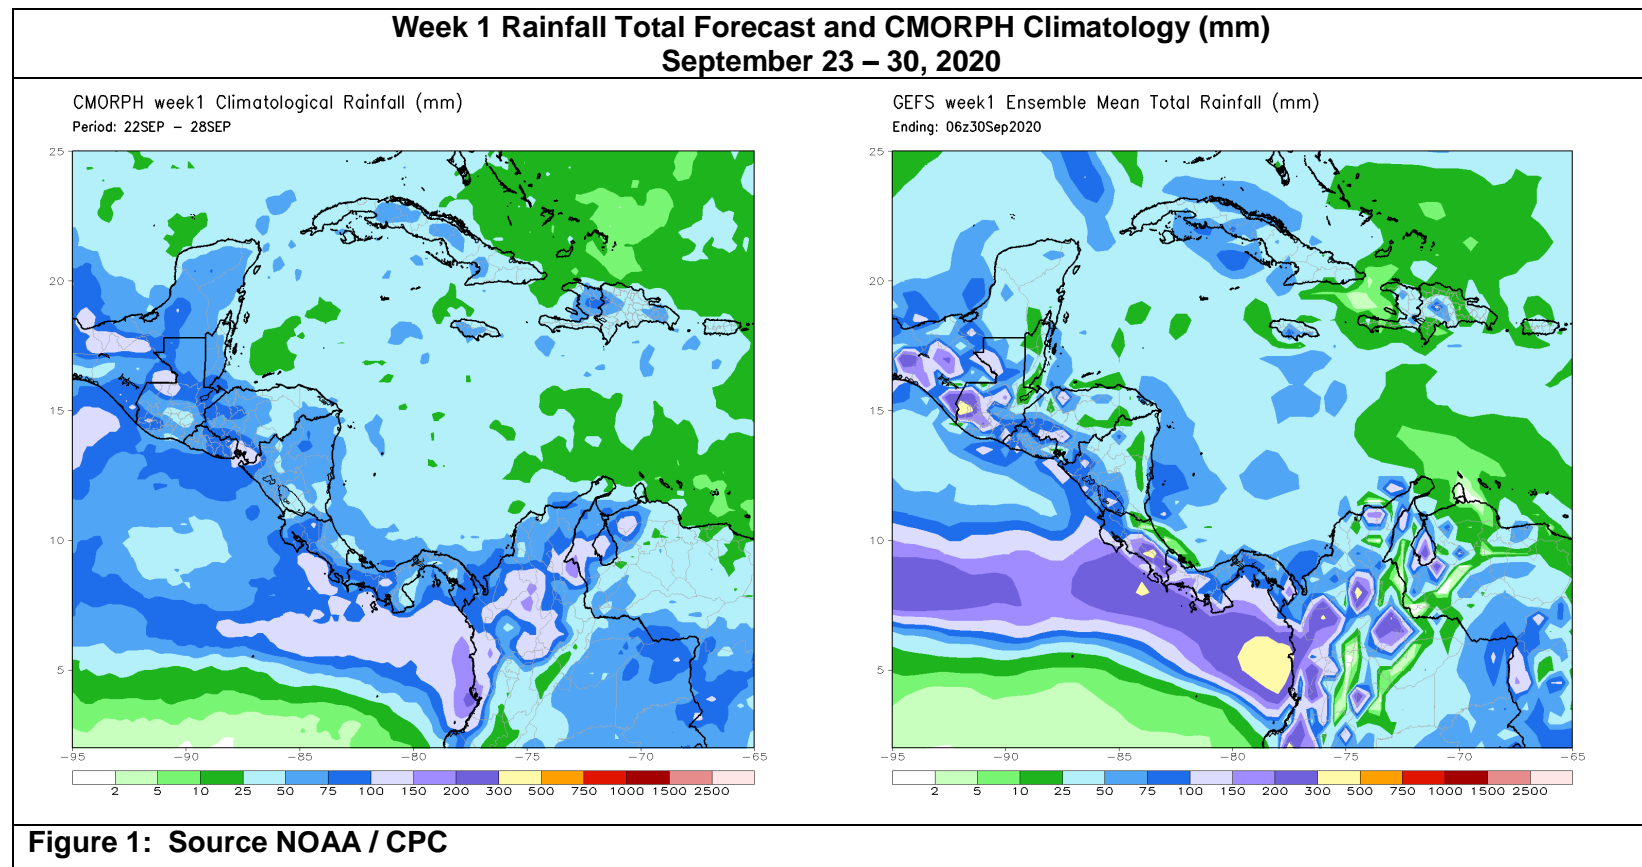 Week 1 Rainfall Total Forecast and CMORPH Climatology (mm)
September 23 – 30, 2020
CMORPH week1 Climatological Rainfall (mm)
Period: 22SEP – 28SEP
25
20
15
10
5
-95 -90 -85 -80 -75 -70 -65
2 5 10 25 50 75 100 150 200 300 500 750 1000 1500 2500
GEFS week1 Ensemble Mean Total Rainfall (mm)
Ending: 06z30Sep2020
25
20
15
10
5
-95 -90 -85 -80 -75 -70 -65
2 5 10 25 50 75 100 150 200 300 500 750 1000 1500 2500
Figure 1: Source NOAA / CPC